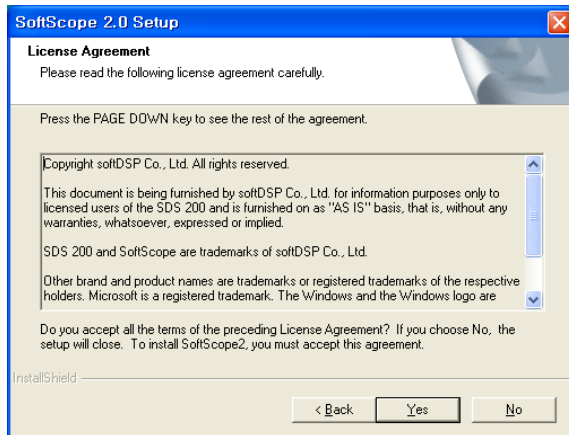 SoftScope 2.0 Setup
License Agreement
Please read the following license agreement carefully.
Press the PAGE DOWN key to see the rest of the agreement.
Copyright softDSP Co., Ltd. All rights reserved.
This document is being furnished by softDSP Co., Ltd. for information purposes only to
licensed users of the SDS 200 and is furnished on as "AS IS" basis, that is, without any
warranties, whatsoever, expressed or implied.
SDS 200 and SoftScope are trademarks of softDSP Co., Ltd.
Other brand and product names are trademarks or registered trademarks of the respective
holders. Microsoft is a registered trademark. The Windows and the Windows logo are
Do you accept all the terms of the preceding License Agreement? If you choose No, the
setup will close. To install SoftScope2, you must accept this agreement.
InstallShield
< Back Yes No